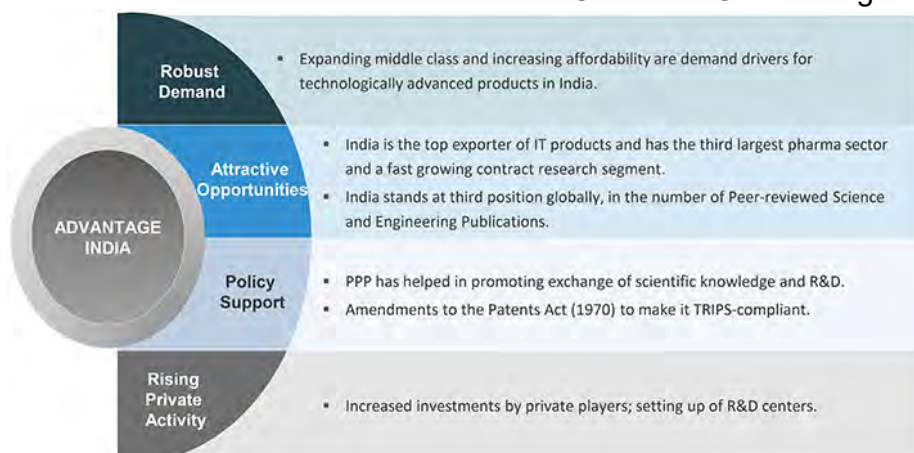 ADVANTAGE
INDIA
Robust
Demand
▪ Expanding middle class and increasing affordability are demand drivers for
technologically advanced products in India.
Attractive
Opportunities
▪ India is the top exporter of IT products and has the third largest pharma sector
and a fast growing contract research segment.
▪ India stands at third position globally, in the number of Peer-reviewed Science
and Engineering Publications.
Policy
Support
▪ PPP has helped in promoting exchange of scientific knowledge and R&D.
▪ Amendments to the Patents Act (1970) to make it TRIPS-compliant.
Rising
Private
Activity
▪ Increased investments by private players; setting up of R&D centers.